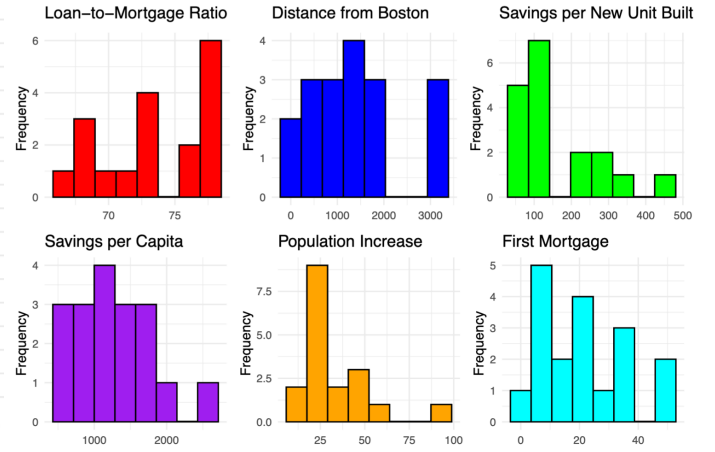 Loan−to−Mortgage Ratio
Frequency
0
2
4
6
70 75
Distance from Boston
Frequency
0
1
2
3
4
0 1000 2000 3000
Savings per New Unit Built
Frequency
0
2
4
6
100 200 300 400 500
Savings per Capita
Frequency
0
1
2
3
4
1000 2000
Population Increase
Frequency
0.0
2.5
5.0
7.5
25 50 75 100
First Mortgage
Frequency
0
1
2
3
4
5
0 20 40